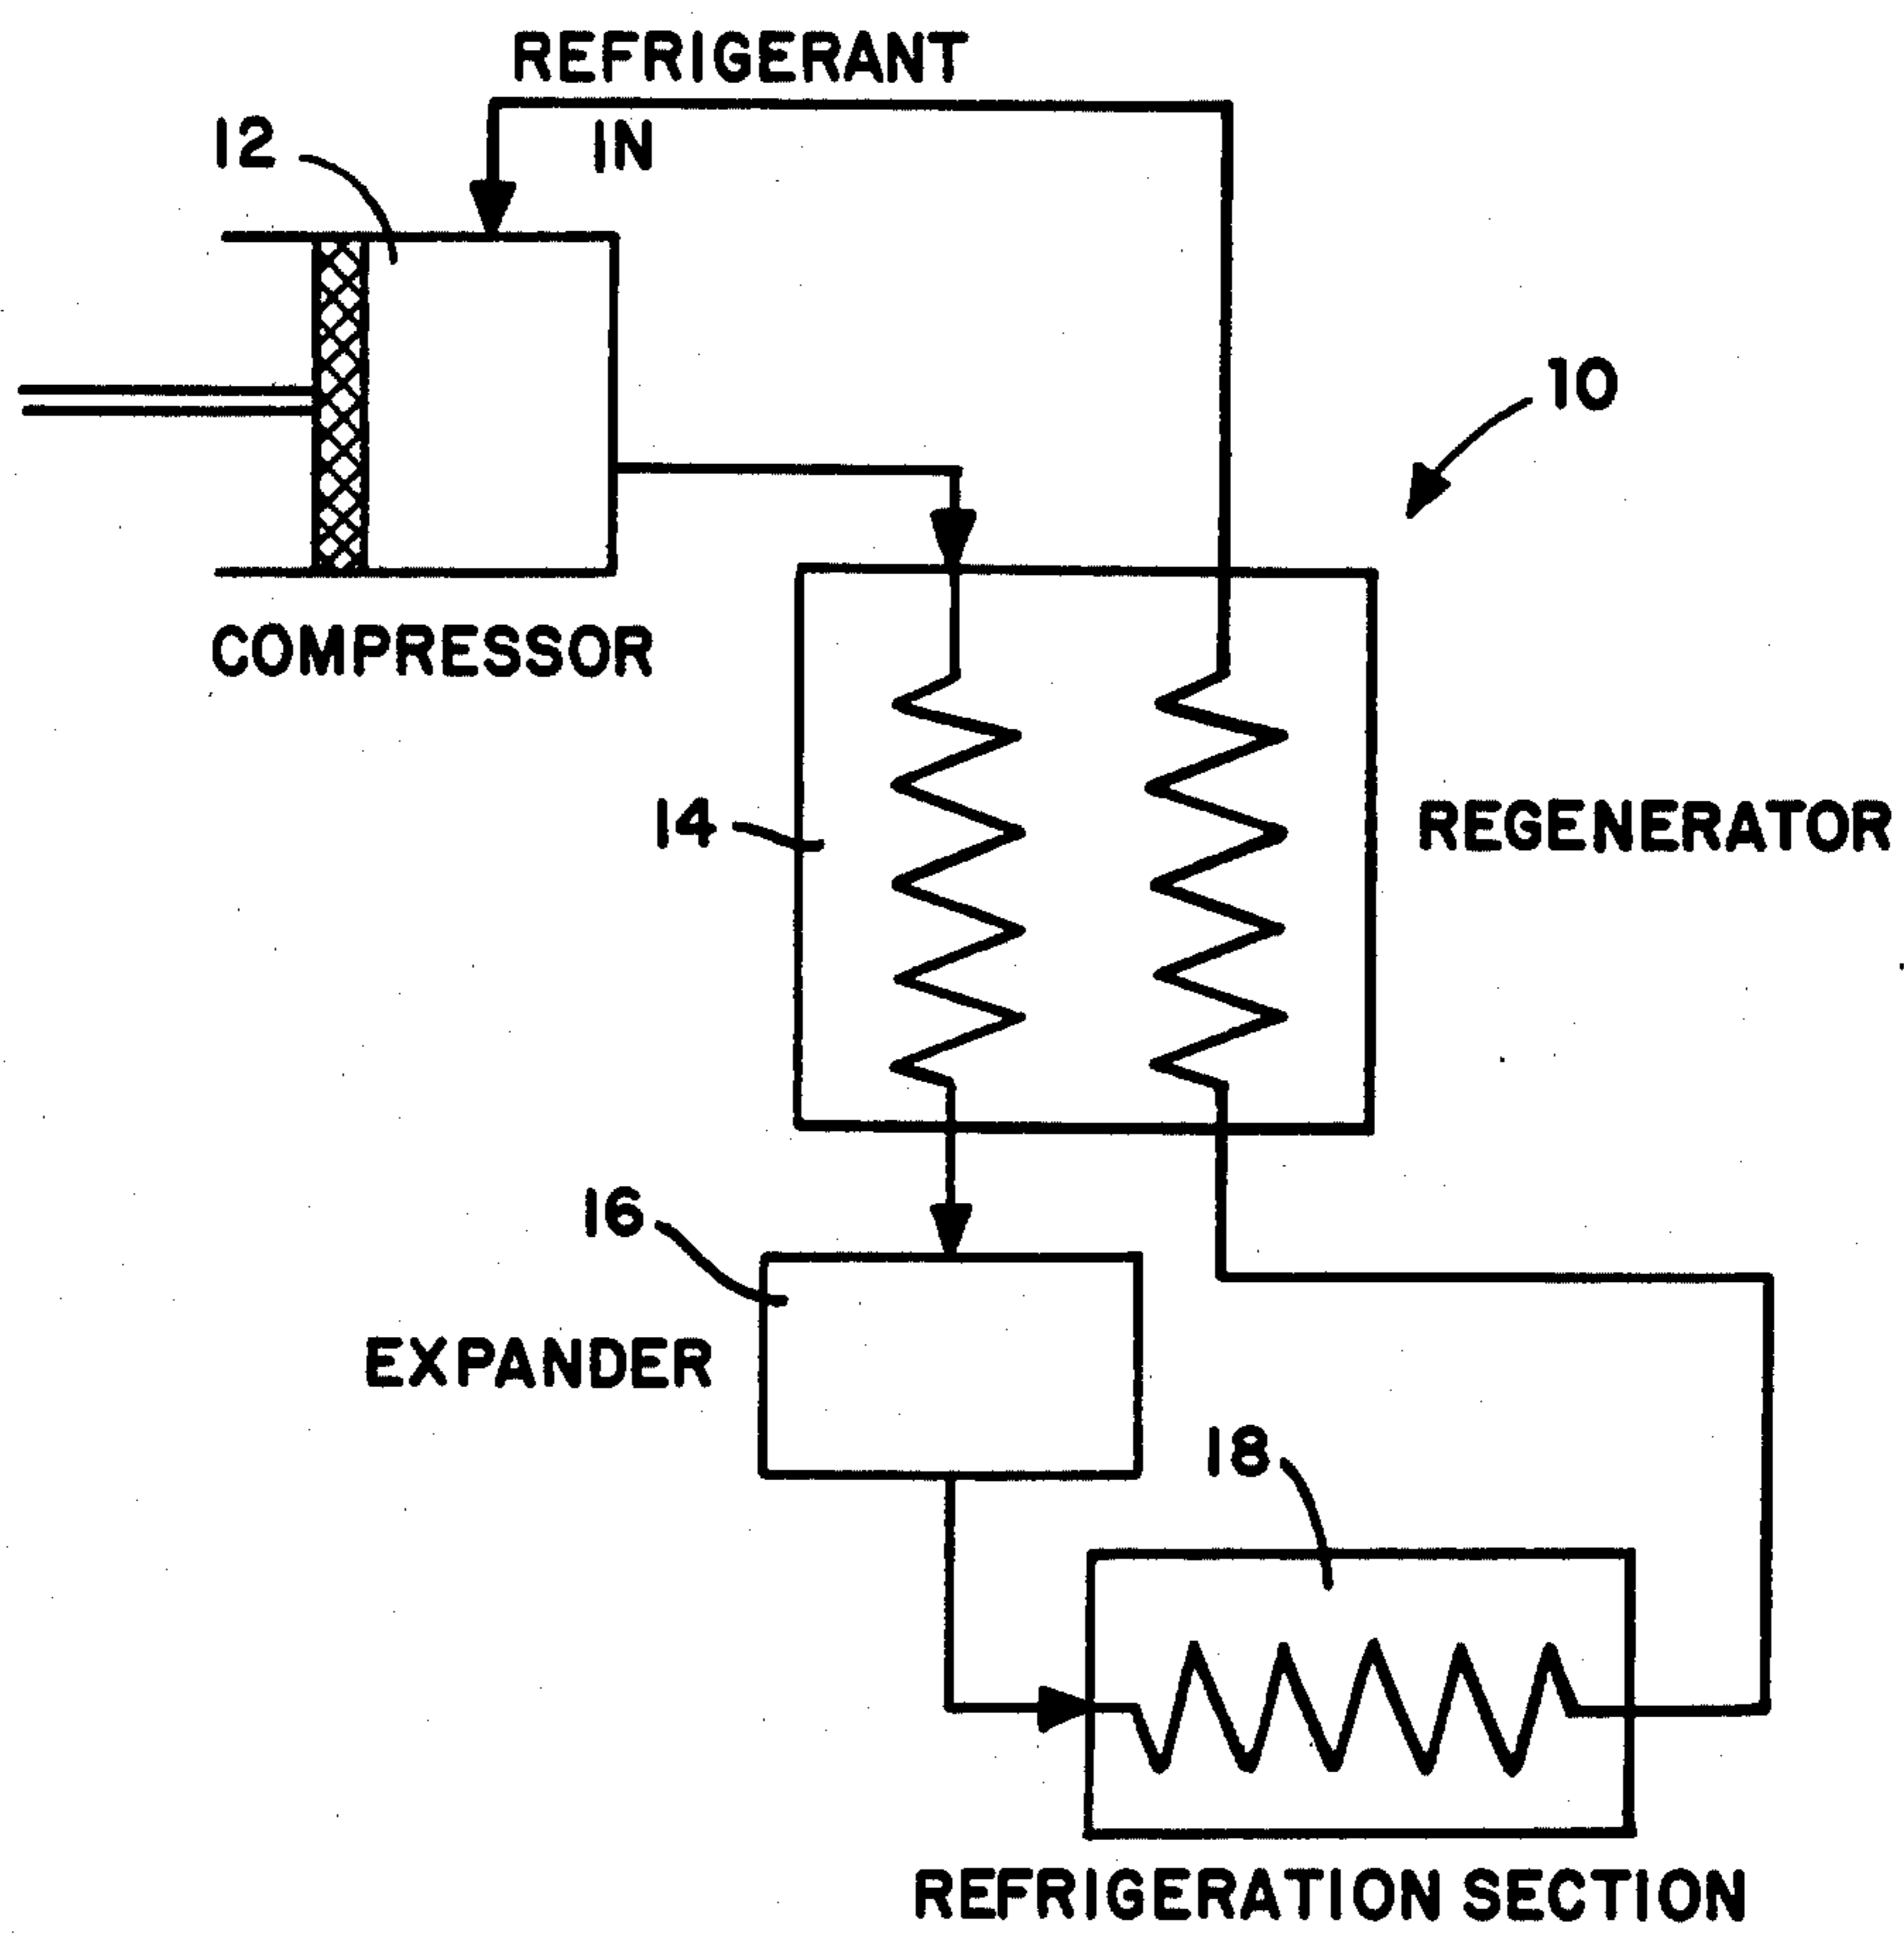 REFRIGERANT
IN
12
10
COMPRESSOR
14
REGENERATOR
16
EXPANDER
18
REFRIGERATION SECTION